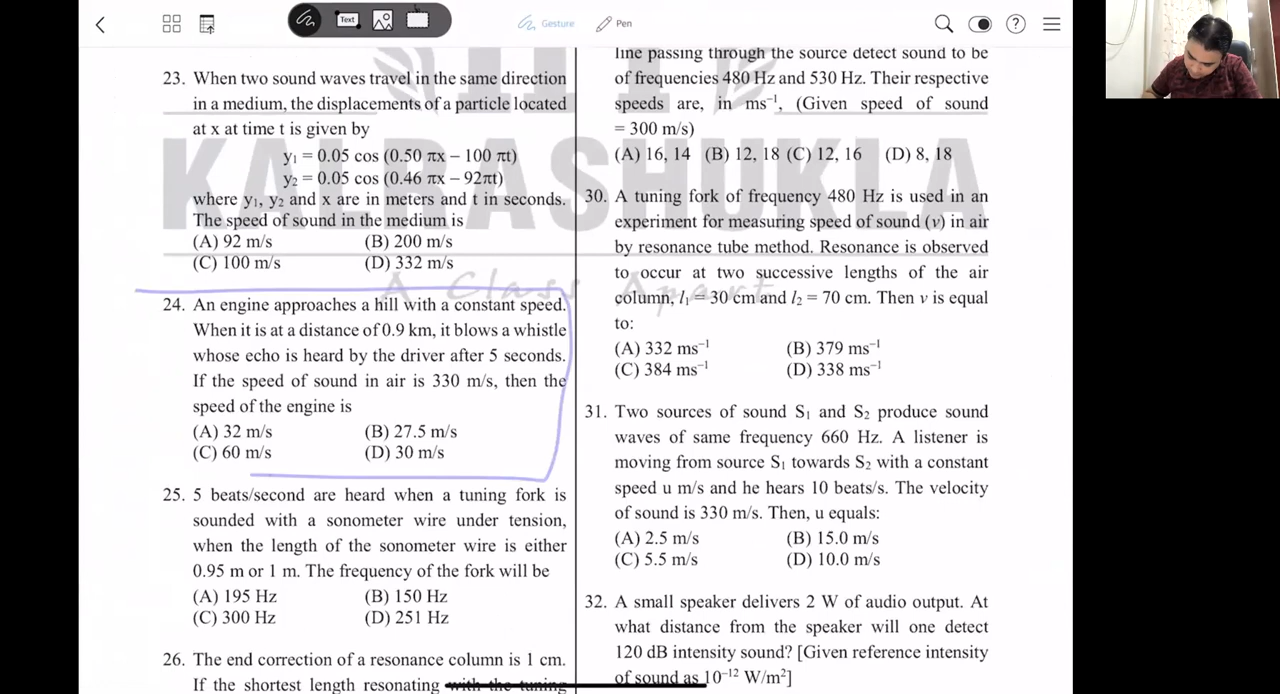 Text
Gesture
Pen
?
KALRASHUKLA
A Class Apart
23. When two sound waves travel in the same direction
in a medium, the displacements of a particle located
at x at time t is given by
y₁ = 0.05 cos (0.50 πx – 100 πt)
y₂ = 0.05 cos (0.46 πx – 92πt)
where y₁, y₂ and x are in meters and t in seconds.
The speed of sound in the medium is
(A) 92 m/s (B) 200 m/s
(C) 100 m/s (D) 332 m/s
24. An engine approaches a hill with a constant speed.
When it is at a distance of 0.9 km, it blows a whistle
whose echo is heard by the driver after 5 seconds.
If the speed of sound in air is 330 m/s, then the
speed of the engine is
(A) 32 m/s (B) 27.5 m/s
(C) 60 m/s (D) 30 m/s
25. 5 beats/second are heard when a tuning fork is
sounded with a sonometer wire under tension,
when the length of the sonometer wire is either
0.95 m or 1 m. The frequency of the fork will be
(A) 195 Hz (B) 150 Hz
(C) 300 Hz (D) 251 Hz
26. The end correction of a resonance column is 1 cm.
If the shortest length resonating with the tuning
line passing through the source detect sound to be
of frequencies 480 Hz and 530 Hz. Their respective
speeds are, in ms⁻¹, (Given speed of sound
= 300 m/s)
(A) 16, 14 (B) 12, 18 (C) 12, 16 (D) 8, 18
30. A tuning fork of frequency 480 Hz is used in an
experiment for measuring speed of sound (v) in air
by resonance tube method. Resonance is observed
to occur at two successive lengths of the air
column, l₁ = 30 cm and l₂ = 70 cm. Then v is equal
to:
(A) 332 ms⁻¹ (B) 379 ms⁻¹
(C) 384 ms⁻¹ (D) 338 ms⁻¹
31. Two sources of sound S₁ and S₂ produce sound
waves of same frequency 660 Hz. A listener is
moving from source S₁ towards S₂ with a constant
speed u m/s and he hears 10 beats/s. The velocity
of sound is 330 m/s. Then, u equals:
(A) 2.5 m/s (B) 15.0 m/s
(C) 5.5 m/s (D) 10.0 m/s
32. A small speaker delivers 2 W of audio output. At
what distance from the speaker will one detect
120 dB intensity sound? [Given reference intensity
of sound as 10⁻¹² W/m²]